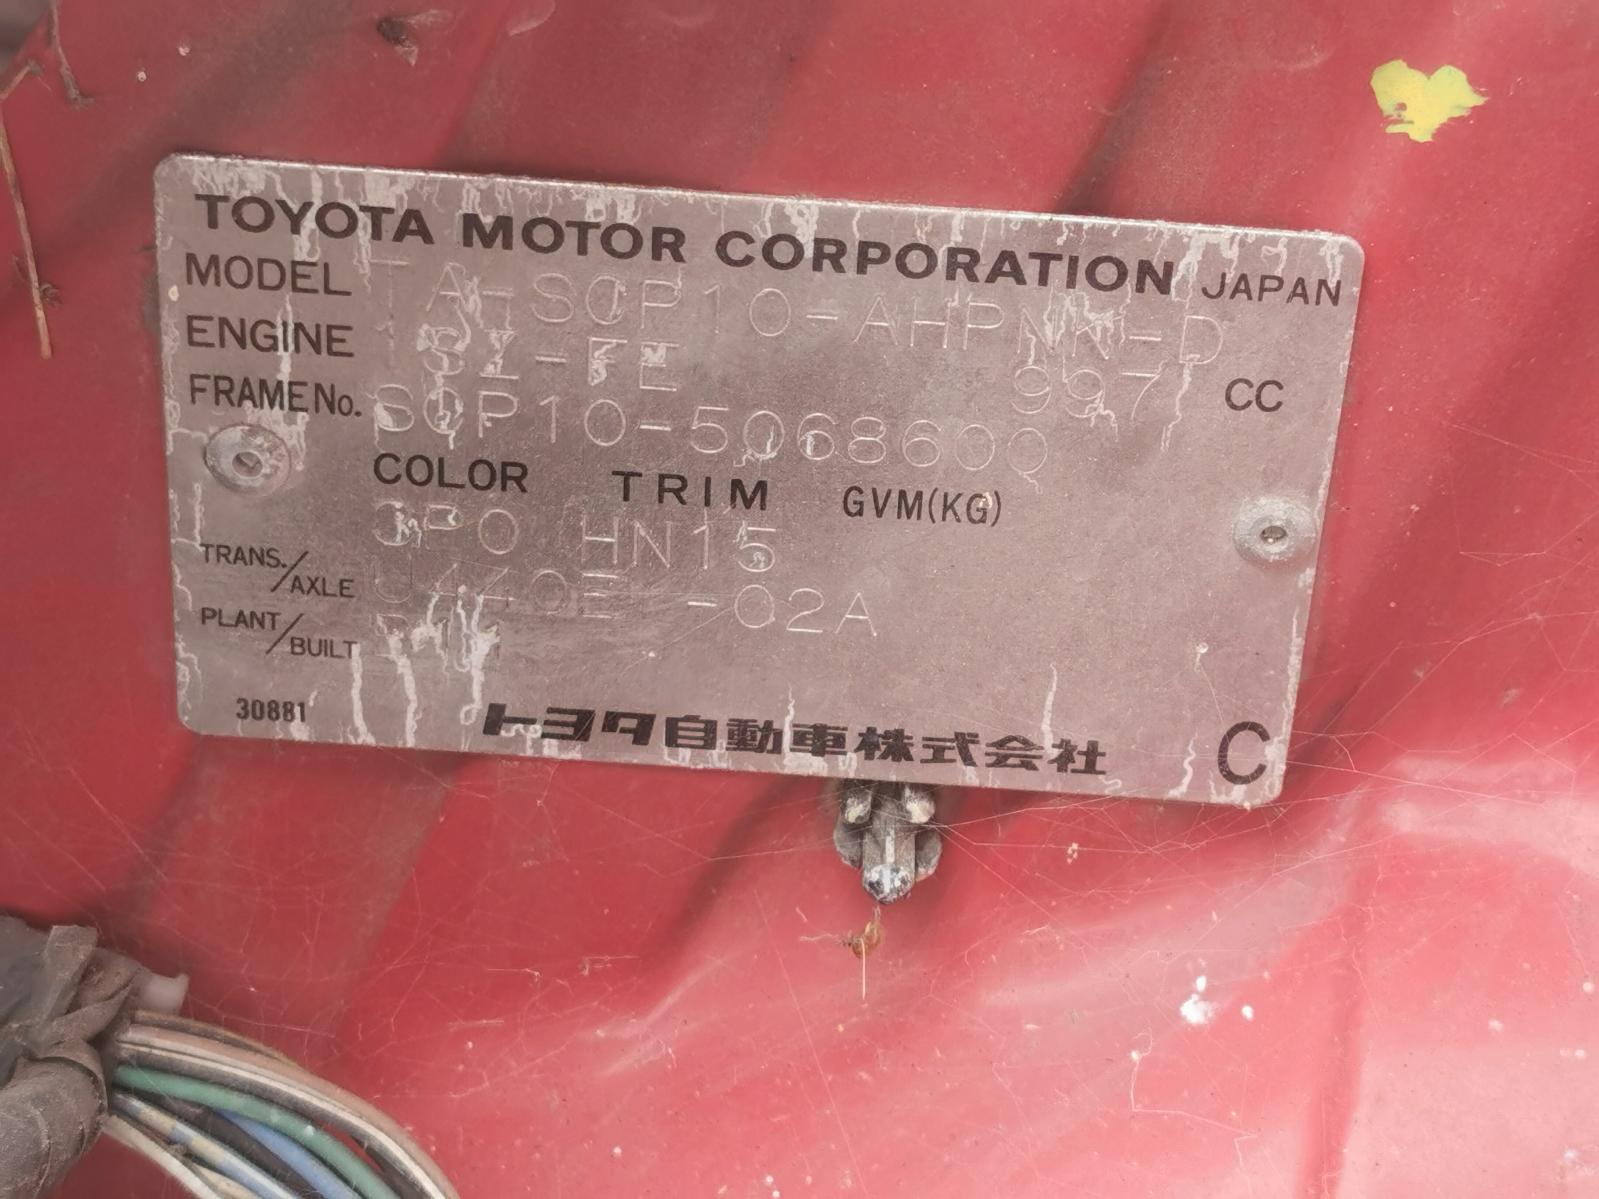 TOYOTA MOTOR CORPORATION JAPAN
MODEL TA-SCP10-AHPNK-D
ENGINE 1SZ-FE 997 CC
FRAME No. SCP10-5068600
COLOR TRIM GVM(KG)
3P0 HN15
TRANS./AXLE U440E -02A
PLANT/BUILT
30881 トヨタ自動車株式会社 C